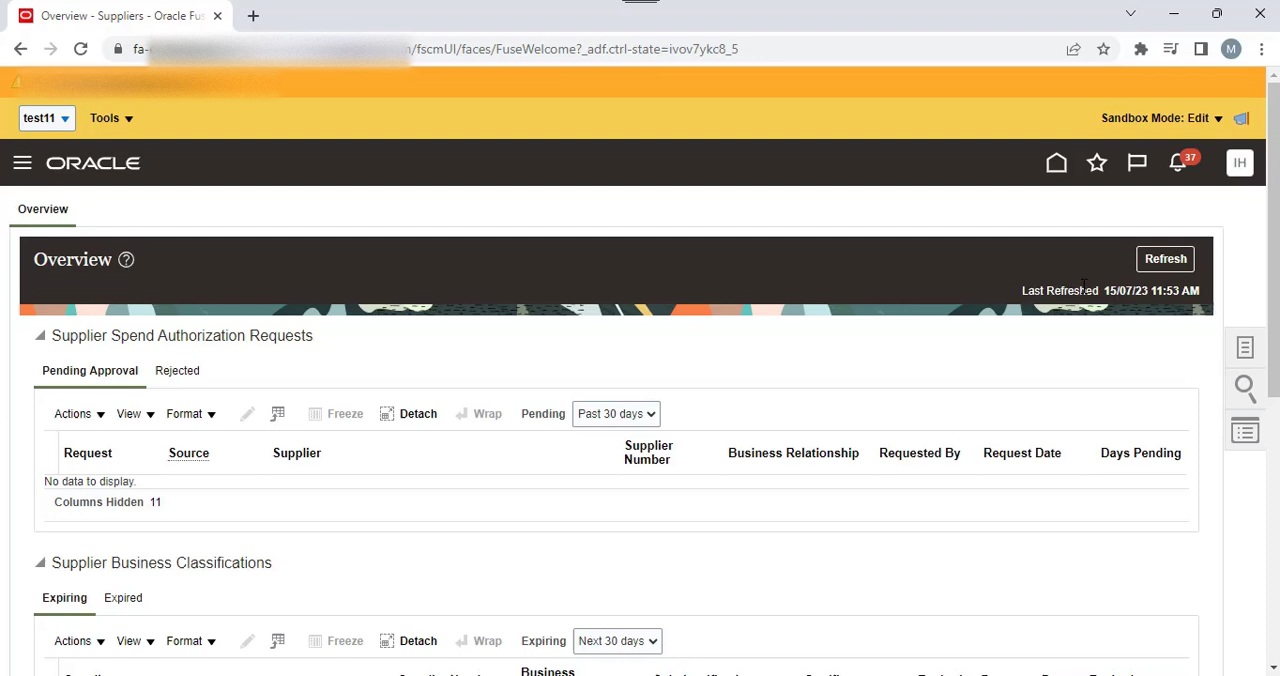 Overview - Suppliers - Oracle Fus
fa-
/fscmUI/faces/FuseWelcome?_adf.ctrl-state=ivov7ykc8_5
M
test11 Tools Sandbox Mode: Edit
ORACLE 37 IH
Overview
Overview ? Refresh
Last Refreshed 15/07/23 11:53 AM
Supplier Spend Authorization Requests
Pending Approval Rejected
Actions View Format Freeze Detach Wrap Pending Past 30 days
Request Source Supplier Supplier Number Business Relationship Requested By Request Date Days Pending
No data to display.
Columns Hidden 11
Supplier Business Classifications
Expiring Expired
Actions View Format Freeze Detach Wrap Expiring Next 30 days
Business